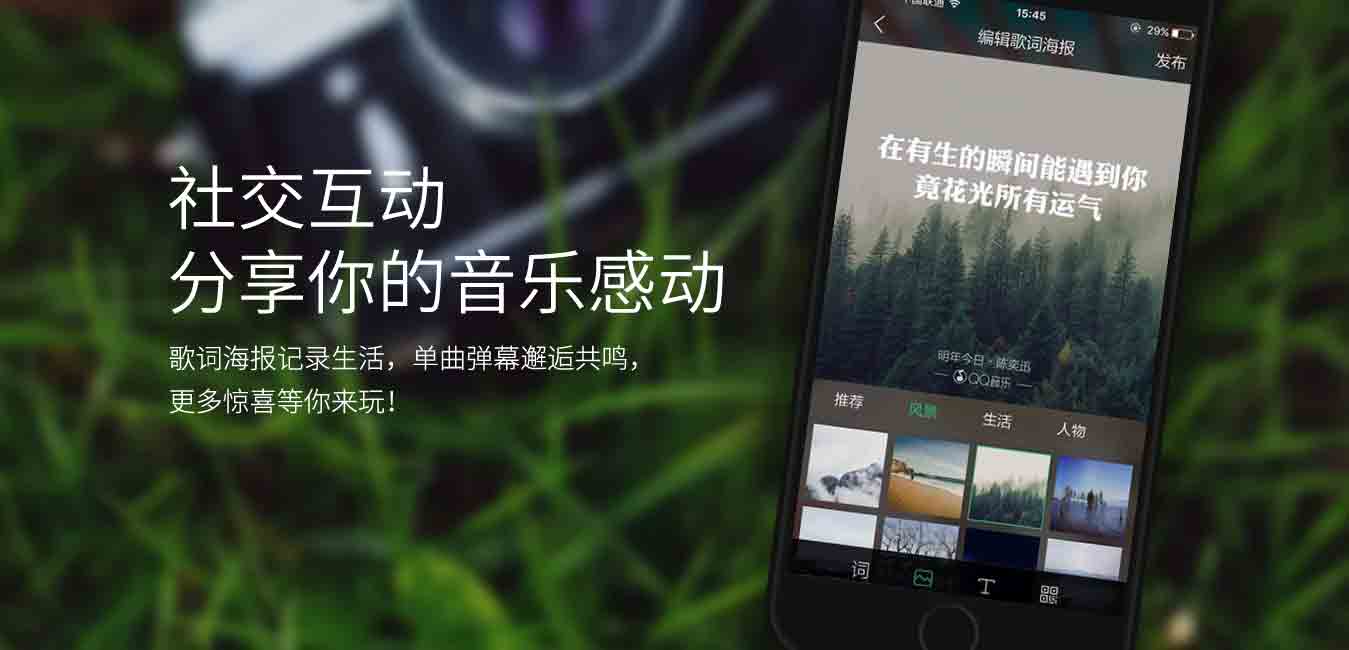 社交互动
分享你的音乐感动
歌词海报记录生活，单曲弹幕邂逅共鸣，
更多惊喜等你来玩！
中国联通
15:45
29%
编辑歌词海报
发布
在有生的瞬间能遇到你
竟花光所有运气
明年今日·陈奕迅
QQ音乐
推荐
风景
生活
人物
词
T